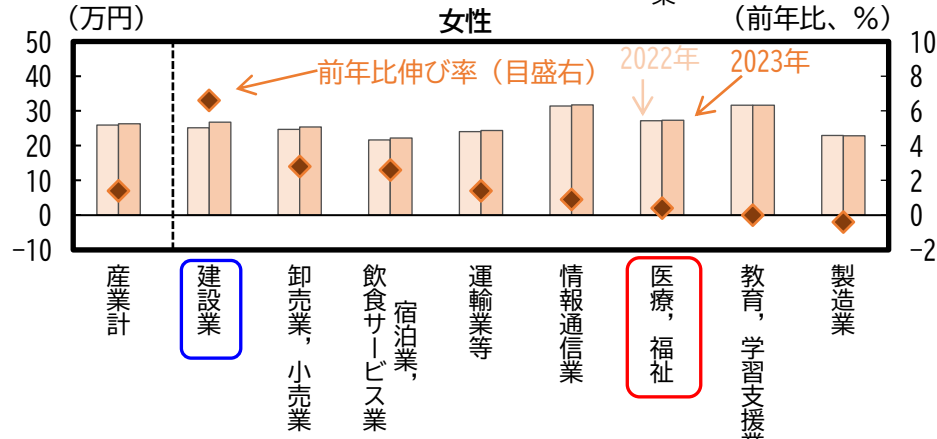 業
（万円）
女性
（前年比、％）
50
40
30
20
10
0
−10
10
8
6
4
2
0
−2
前年比伸び率（目盛右）
2022年
2023年
産業計
建設業
卸売業，小売業
宿泊業，
飲食サービス業
運輸業等
情報通信業
医療，福祉
教育，学習支援業
製造業